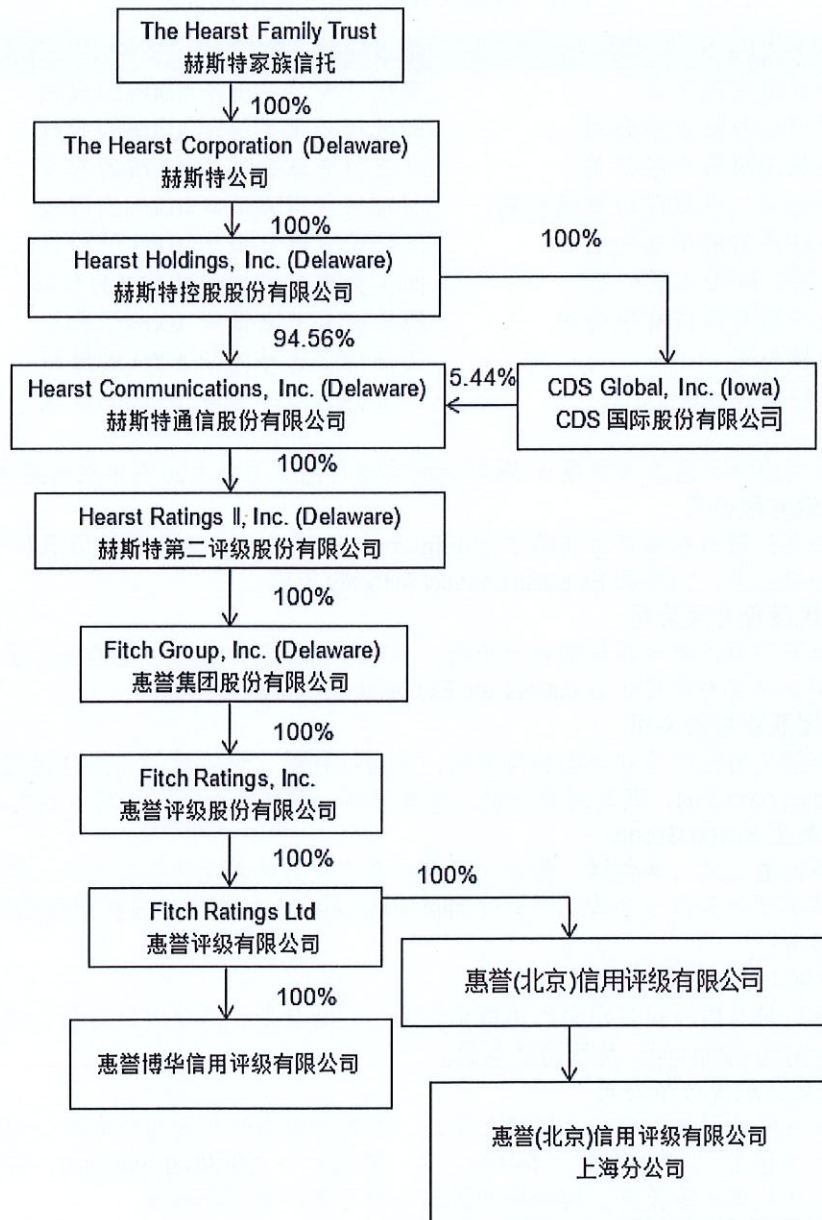 The Hearst Family Trust
赫斯特家族信托
100%
The Hearst Corporation (Delaware)
赫斯特公司
100%
100%
Hearst Holdings, Inc. (Delaware)
赫斯特控股股份有限公司
94.56%
Hearst Communications, Inc. (Delaware)
赫斯特通信股份有限公司
5.44%
CDS Global, Inc. (Iowa)
CDS 国际股份有限公司
100%
Hearst Ratings Ⅱ, Inc. (Delaware)
赫斯特第二评级股份有限公司
100%
Fitch Group, Inc. (Delaware)
惠誉集团股份有限公司
100%
Fitch Ratings, Inc.
惠誉评级股份有限公司
100%
Fitch Ratings Ltd
惠誉评级有限公司
100%
惠誉(北京)信用评级有限公司
100%
惠誉博华信用评级有限公司
惠誉(北京)信用评级有限公司
上海分公司